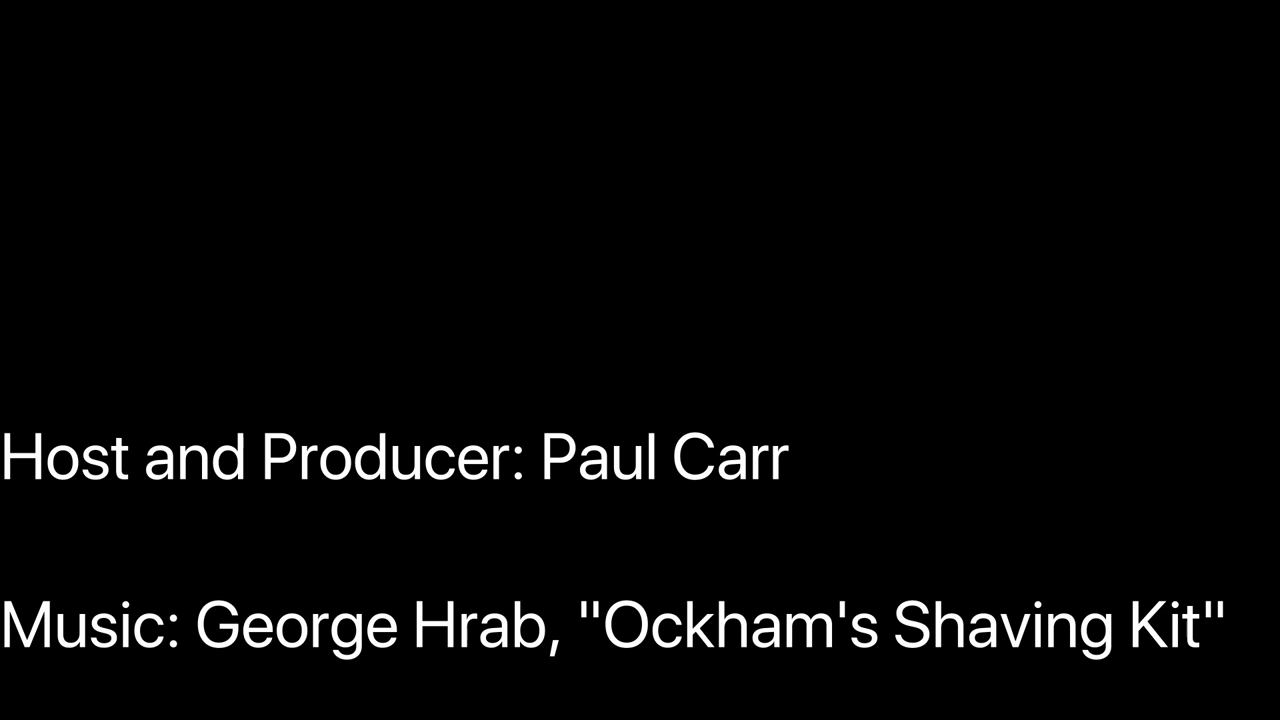 Host and Producer: Paul Carr
Music: George Hrab, "Ockham's Shaving Kit"